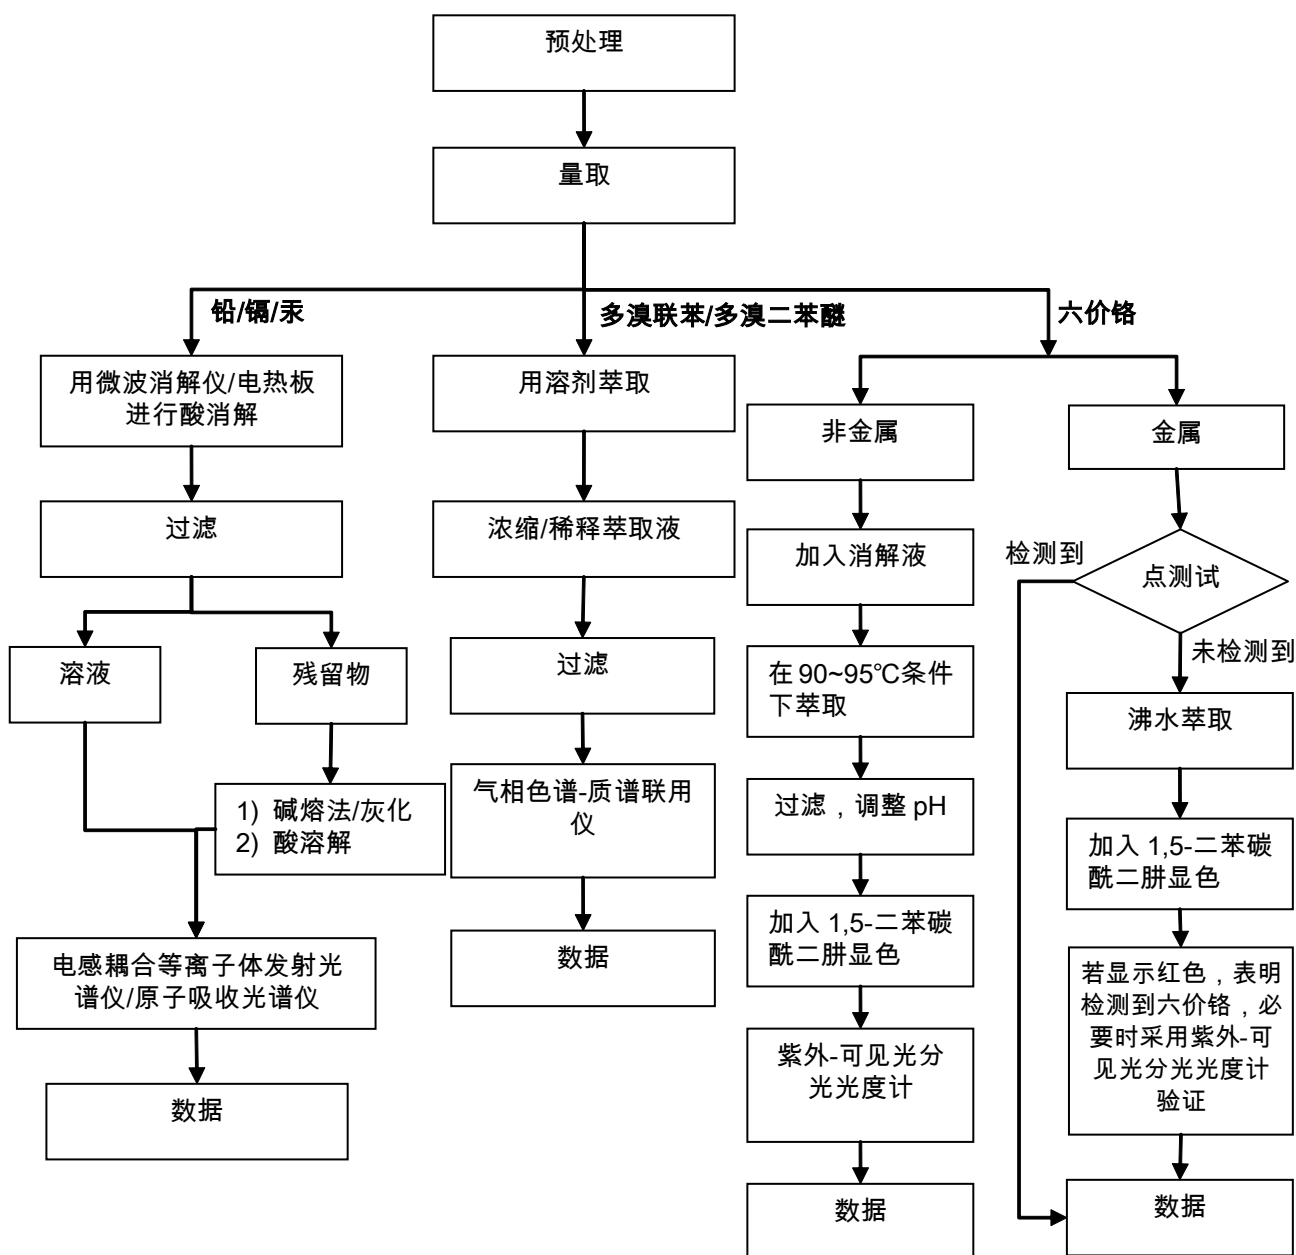 预处理
量取
铅/镉/汞
多溴联苯/多溴二苯醚
六价铬
用微波消解仪/电热板
进行酸消解
过滤
溶液
残留物
1) 碱熔法/灰化
2) 酸溶解
电感耦合等离子体发射光
谱仪/原子吸收光谱仪
数据
用溶剂萃取
浓缩/稀释萃取液
过滤
气相色谱-质谱联用
仪
数据
非金属
加入消解液
在 90~95℃条件
下萃取
过滤，调整 pH
加入 1,5-二苯碳
酰二肼显色
紫外-可见光分
光光度计
数据
金属
检测到
点测试
未检测到
沸水萃取
加入 1,5-二苯碳
酰二肼显色
若显示红色，表明
检测到六价铬，必
要时采用紫外-可
见光分光光度计
验证
数据